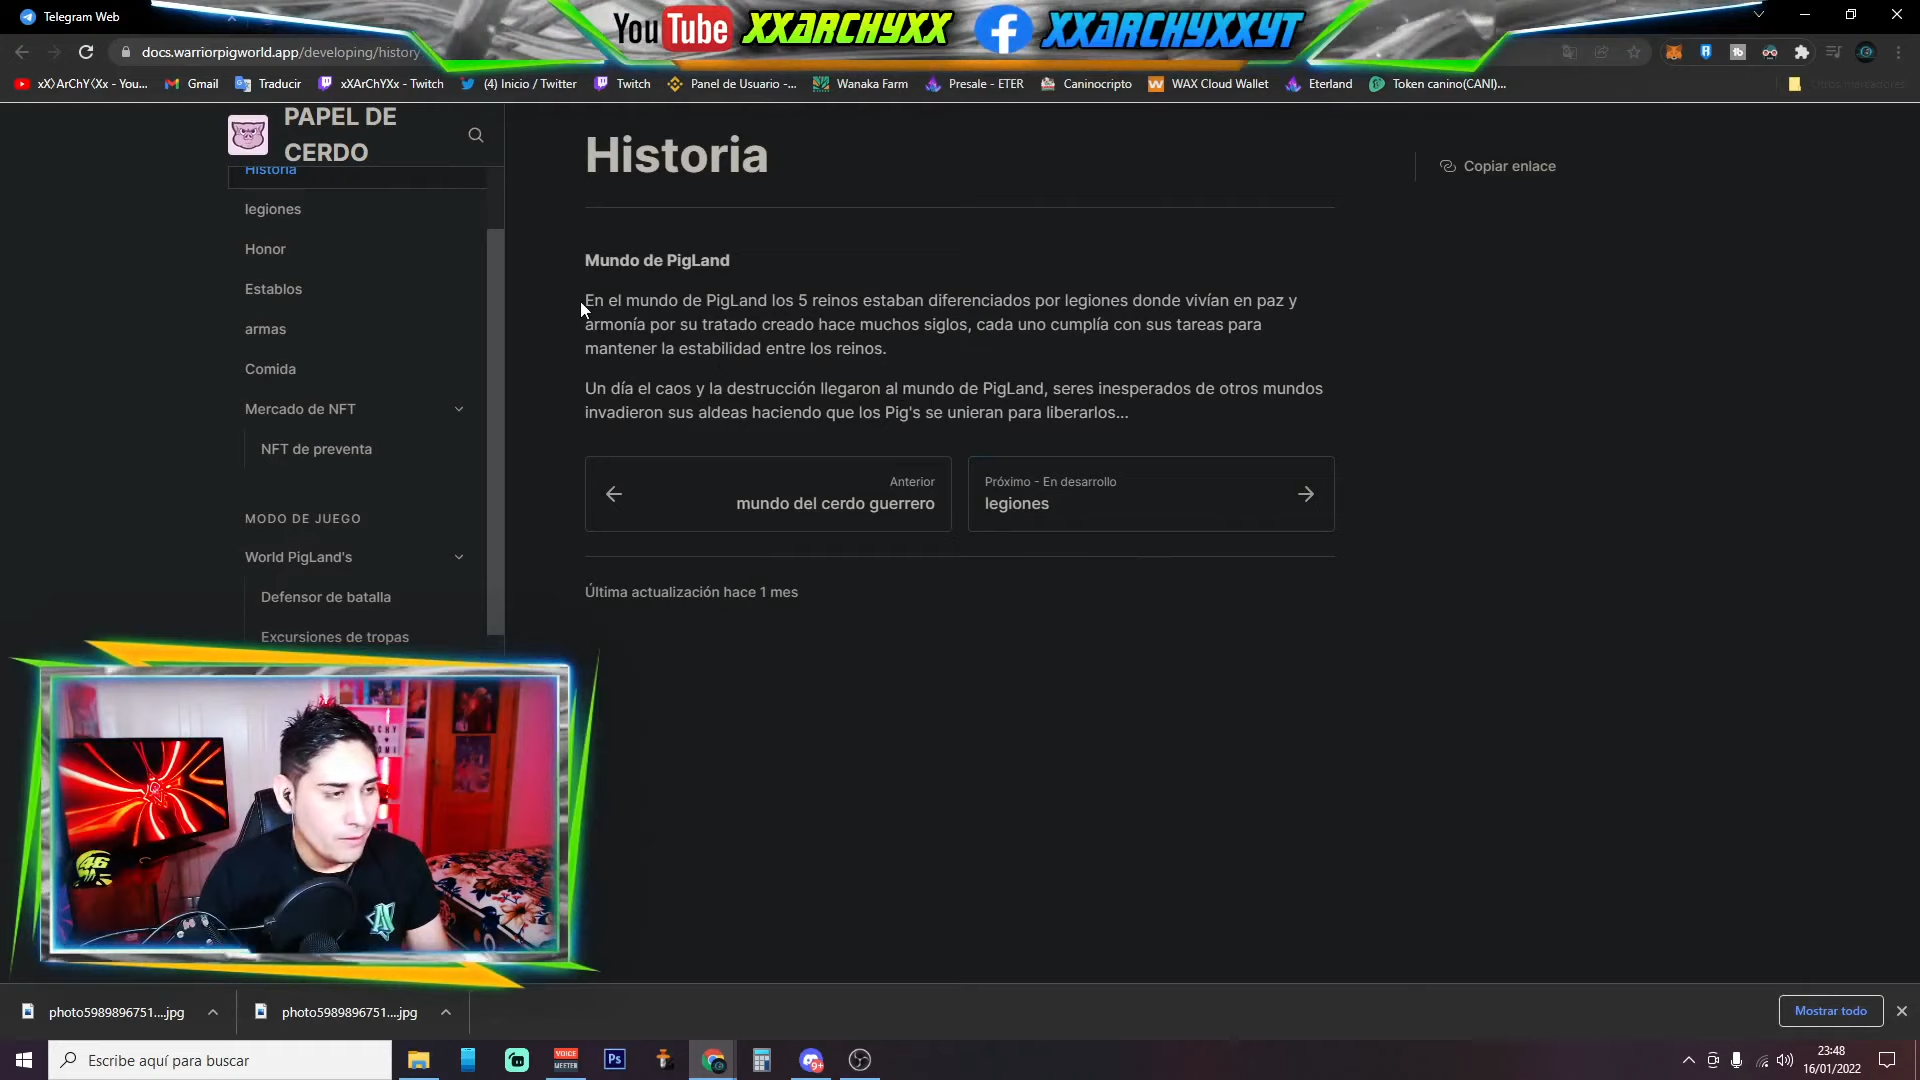 Telegram Web
YouTube XXARCHYXX
XXARCHYXXYT
docs.warriorpigworld.app/developing/history
xX〉ArChY〈Xx - You...
Gmail
Traducir
xXArChYXx - Twitch
(4) Inicio / Twitter
Twitch
Panel de Usuario -...
Wanaka Farm
Presale - ETER
Caninocripto
WAX Cloud Wallet
Eterland
Token canino(CANI)...
Otros marcadores
PAPEL DE
CERDO
Historia
legiones
Honor
Establos
armas
Comida
Mercado de NFT
NFT de preventa
MODO DE JUEGO
World PigLand's
Defensor de batalla
Excursiones de tropas
Historia
Copiar enlace
Mundo de PigLand
En el mundo de PigLand los 5 reinos estaban diferenciados por legiones donde vivían en paz y
armonía por su tratado creado hace muchos siglos, cada uno cumplía con sus tareas para
mantener la estabilidad entre los reinos.
Un día el caos y la destrucción llegaron al mundo de PigLand, seres inesperados de otros mundos
invadieron sus aldeas haciendo que los Pig's se unieran para liberarlos...
Anterior
mundo del cerdo guerrero
Próximo - En desarrollo
legiones
Última actualización hace 1 mes
46
photo5989896751....jpg
photo5989896751....jpg
Mostrar todo
Escribe aquí para buscar
VOICE
MEETER
Ps
9+
23:48
16/01/2022